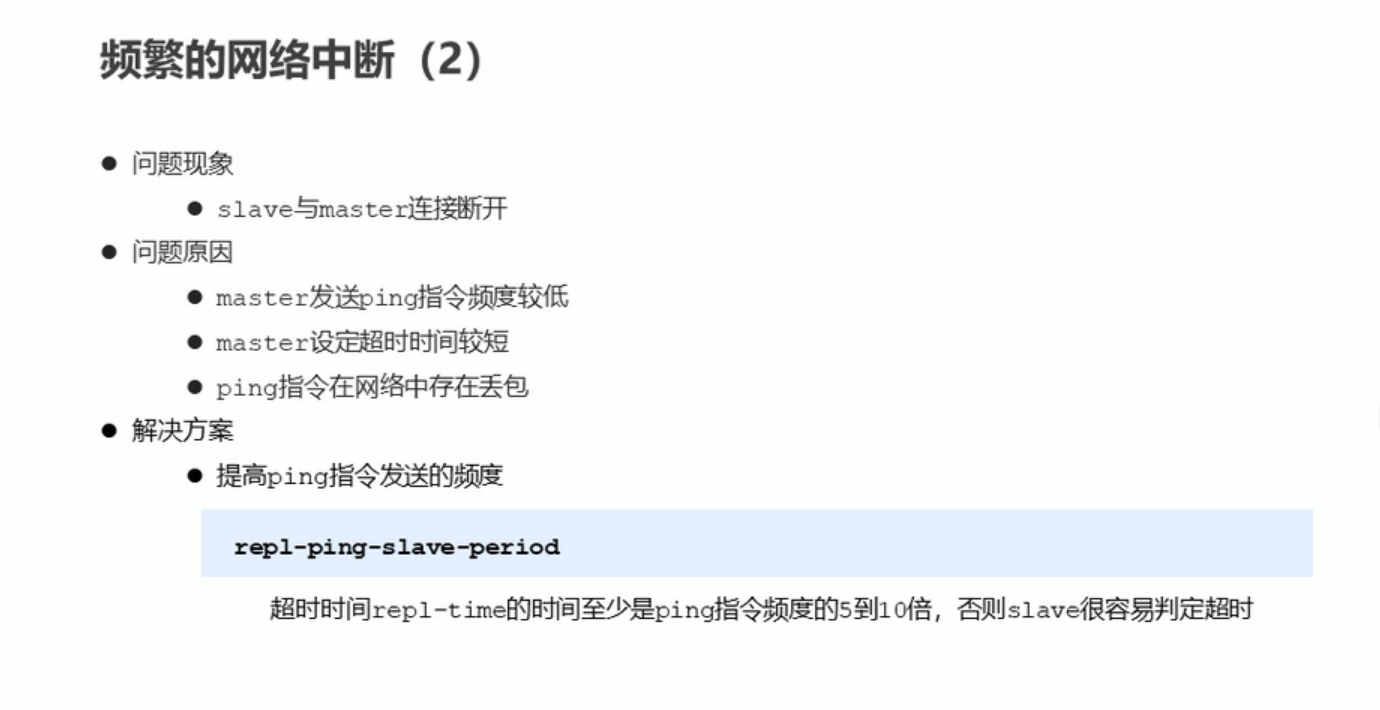 频繁的网络中断（2）
● 问题现象
● slave与master连接断开
● 问题原因
● master发送ping指令频度较低
● master设定超时时间较短
● ping指令在网络中存在丢包
● 解决方案
● 提高ping指令发送的频度
repl-ping-slave-period
超时时间repl-time的时间至少是ping指令频度的5到10倍，否则slave很容易判定超时